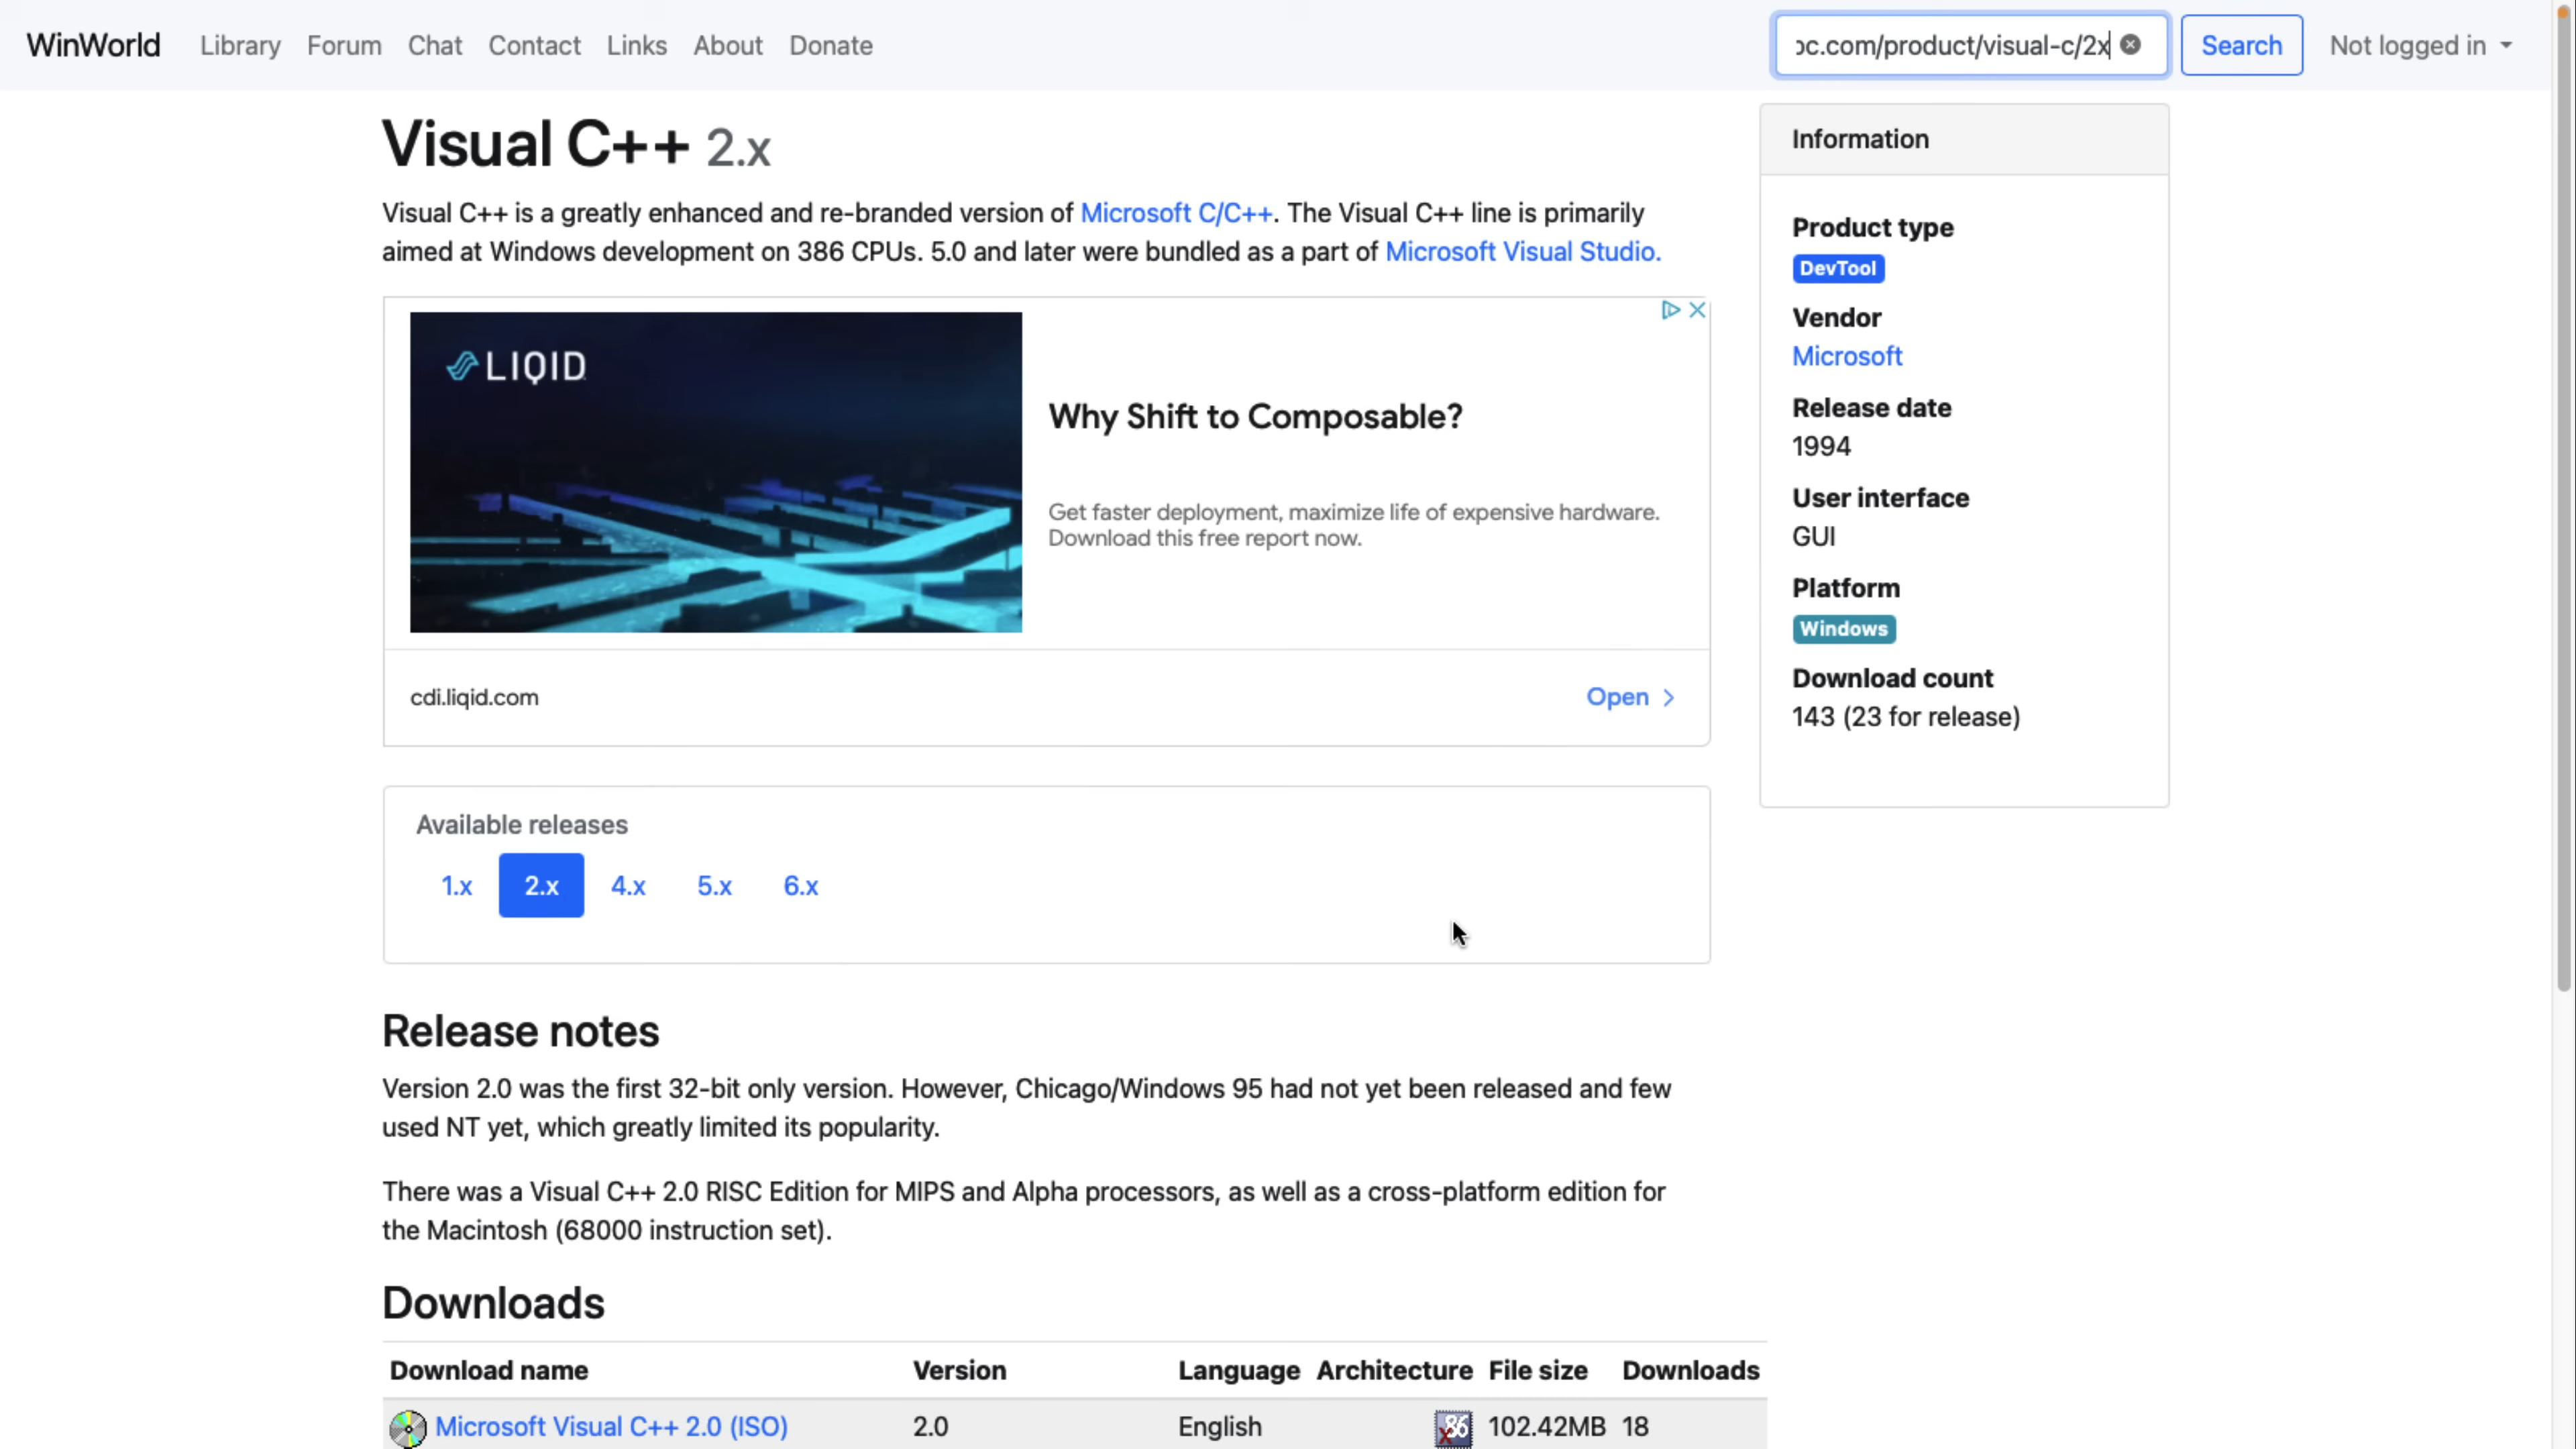 WinWorld Library Forum Chat Contact Links About Donate
c.com/product/visual-c/2x Search Not logged in
Visual C++ 2.x
Visual C++ is a greatly enhanced and re-branded version of Microsoft C/C++. The Visual C++ line is primarily
aimed at Windows development on 386 CPUs. 5.0 and later were bundled as a part of Microsoft Visual Studio.
LIQID
Why Shift to Composable?
Get faster deployment, maximize life of expensive hardware.
Download this free report now.
cdi.liqid.com Open
Available releases
1.x 2.x 4.x 5.x 6.x
Release notes
Version 2.0 was the first 32-bit only version. However, Chicago/Windows 95 had not yet been released and few
used NT yet, which greatly limited its popularity.
There was a Visual C++ 2.0 RISC Edition for MIPS and Alpha processors, as well as a cross-platform edition for
the Macintosh (68000 instruction set).
Downloads
Download name Version Language Architecture File size Downloads
Microsoft Visual C++ 2.0 (ISO) 2.0 English x86 102.42MB 18
Information
Product type
DevTool
Vendor
Microsoft
Release date
1994
User interface
GUI
Platform
Windows
Download count
143 (23 for release)